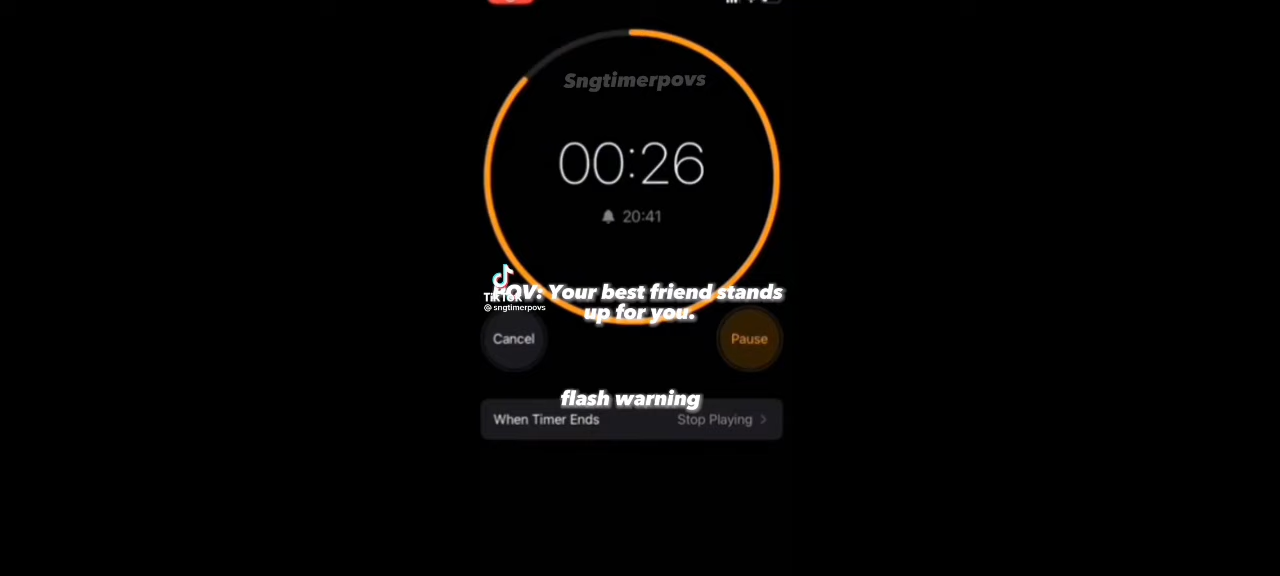 Sngtimerpovs
00:26
20:41
TikTok
@ sngtimerpovs
POV: Your best friend stands
up for you.
Cancel
Pause
flash warning
When Timer Ends
Stop Playing